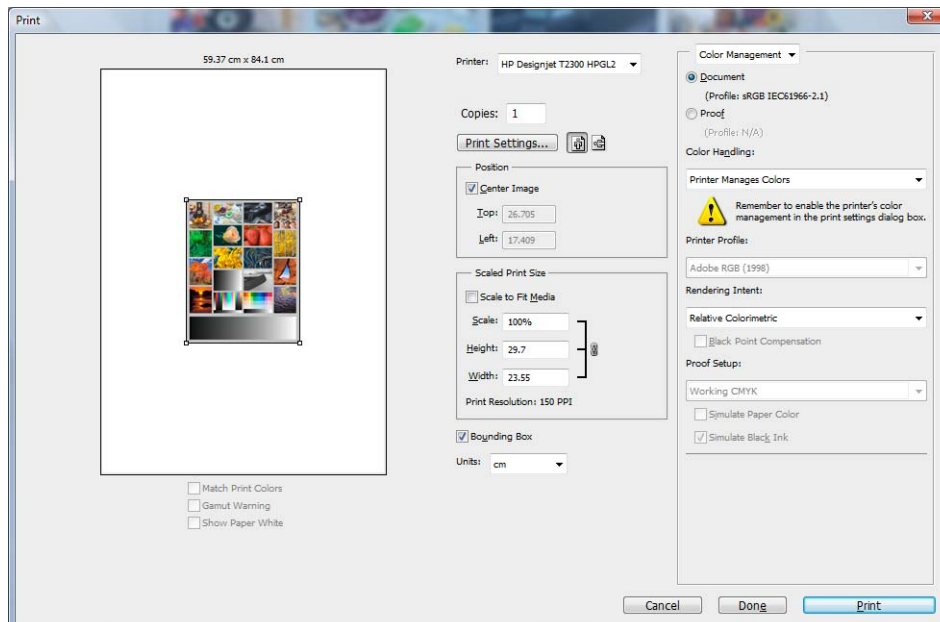 Print
59.37 cm x 84.1 cm
Match Print Colors
Gamut Warning
Show Paper White
Printer: HP Designjet T2300 HPGL2
Copies: 1
Print Settings...
Position
Center Image
Top: 26.705
Left: 17.409
Scaled Print Size
Scale to Fit Media
Scale: 100%
Height: 29.7
Width: 23.55
Print Resolution: 150 PPI
Bounding Box
Units: cm
Color Management
Document
(Profile: sRGB IEC61966-2.1)
Proof
(Profile: N/A)
Color Handling:
Printer Manages Colors
Remember to enable the printer's color
management in the print settings dialog box.
Printer Profile:
Adobe RGB (1998)
Rendering Intent:
Relative Colorimetric
Black Point Compensation
Proof Setup:
Working CMYK
Simulate Paper Color
Simulate Black Ink
Cancel
Done
Print